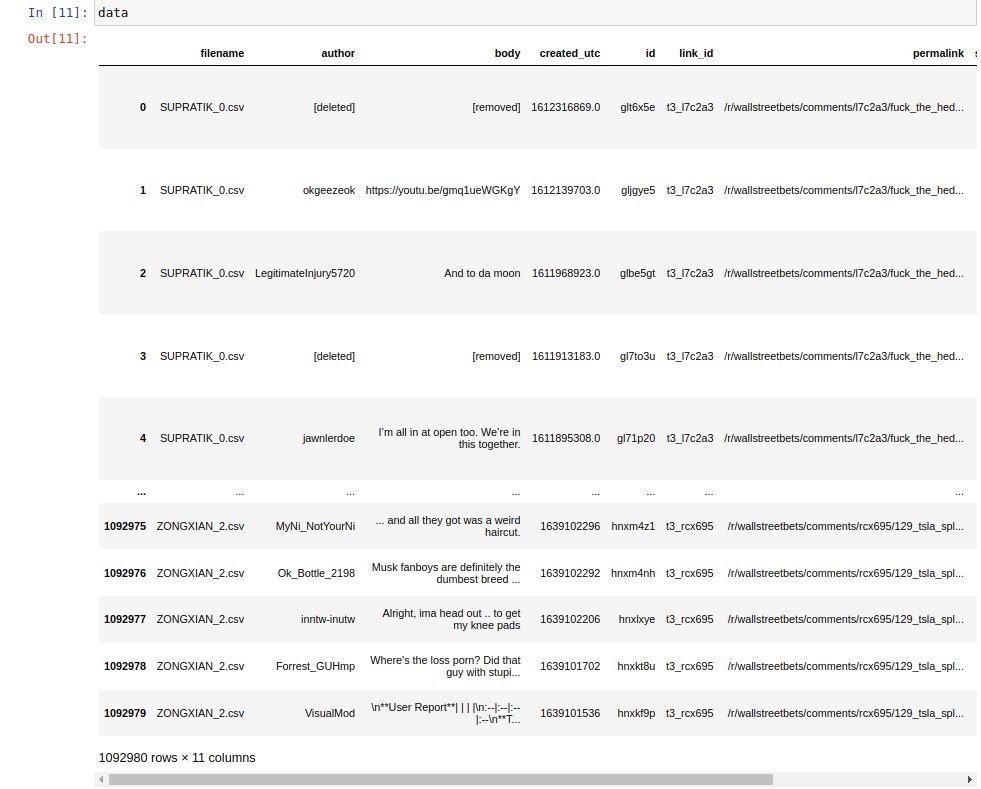 In [11]: data
Out[11]:
filename author body created_utc id link_id permalink s
0 SUPRATIK_0.csv [deleted] [removed] 1612316869.0 glt6x5e t3_l7c2a3 /r/wallstreetbets/comments/l7c2a3/fuck_the_hed...
1 SUPRATIK_0.csv okgeezeok https://youtu.be/gmq1ueWGKgY 1612139703.0 gljgye5 t3_l7c2a3 /r/wallstreetbets/comments/l7c2a3/fuck_the_hed...
2 SUPRATIK_0.csv LegitimateInjury5720 And to da moon 1611968923.0 glbe5gt t3_l7c2a3 /r/wallstreetbets/comments/l7c2a3/fuck_the_hed...
3 SUPRATIK_0.csv [deleted] [removed] 1611913183.0 gl7to3u t3_l7c2a3 /r/wallstreetbets/comments/l7c2a3/fuck_the_hed...
4 SUPRATIK_0.csv jawnlerdoe I'm all in at open too. We're in
this together. 1611895308.0 gl71p20 t3_l7c2a3 /r/wallstreetbets/comments/l7c2a3/fuck_the_hed...
... ... ... ... ... ... ... ...
1092975 ZONGXIAN_2.csv MyNi_NotYourNi ... and all they got was a weird
haircut. 1639102296 hnxm4z1 t3_rcx695 /r/wallstreetbets/comments/rcx695/129_tsla_spl...
1092976 ZONGXIAN_2.csv Ok_Bottle_2198 Musk fanboys are definitely the
dumbest breed ... 1639102292 hnxm4nh t3_rcx695 /r/wallstreetbets/comments/rcx695/129_tsla_spl...
1092977 ZONGXIAN_2.csv inntw-inutw Alright, ima head out .. to get
my knee pads 1639102206 hnxlxye t3_rcx695 /r/wallstreetbets/comments/rcx695/129_tsla_spl...
1092978 ZONGXIAN_2.csv Forrest_GUHmp Where's the loss porn? Did that
guy with stupi... 1639101702 hnxkt8u t3_rcx695 /r/wallstreetbets/comments/rcx695/129_tsla_spl...
1092979 ZONGXIAN_2.csv VisualMod \n**User Report**| | | |\n:--|:--|:--
|:--\n**T... 1639101536 hnxkf9p t3_rcx695 /r/wallstreetbets/comments/rcx695/129_tsla_spl...
1092980 rows × 11 columns